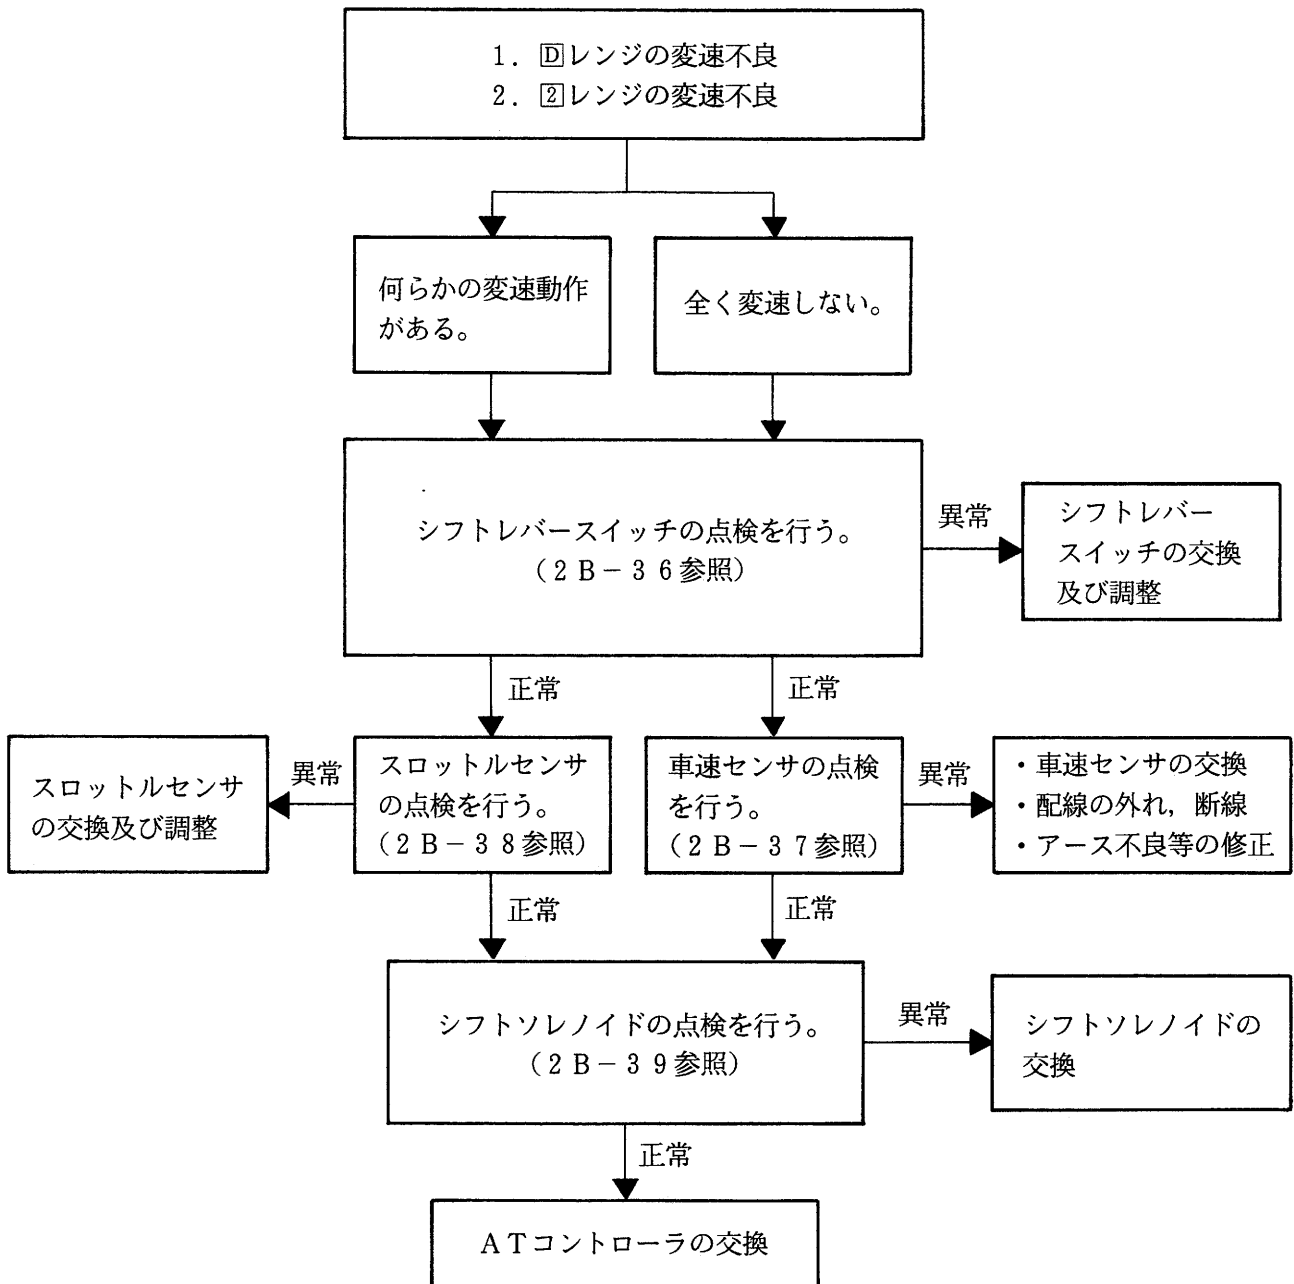 1．Dレンジの変速不良
2．2レンジの変速不良
何らかの変速動作
がある。
全く変速しない。
シフトレバースイッチの点検を行う。
（2B－36参照）
異常
シフトレバー
スイッチの交換
及び調整
正常
正常
スロットルセンサ
の交換及び調整
異常
スロットルセンサ
の点検を行う。
（2B－38参照）
車速センサの点検
を行う。
（2B－37参照）
異常
・車速センサの交換
・配線の外れ，断線
・アース不良等の修正
正常
正常
シフトソレノイドの点検を行う。
（2B－39参照）
異常
シフトソレノイドの
交換
正常
ATコントローラの交換